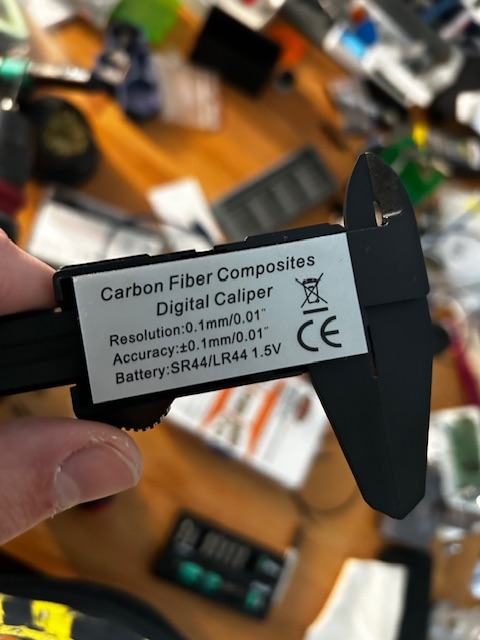 Carbon Fiber Composites
Digital Caliper
Resolution:0.1mm/0.01"
Accuracy:±0.1mm/0.01"
Battery:SR44/LR44 1.5V
CE